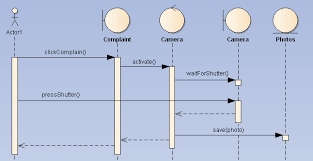 Actor1
Complaint
Camera
Camera
Photos
clickComplain()
activate()
waitForShutter()
pressShutter()
save(photo)